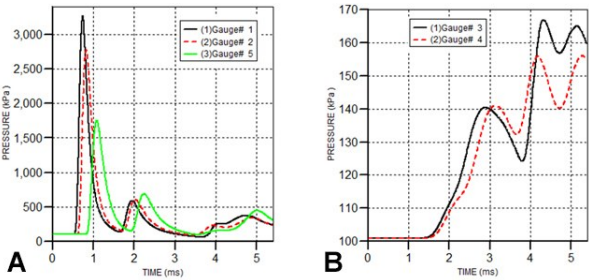 (1)Gauge# 1
(2)Gauge# 2
(3)Gauge# 5
PRESSURE (kPa)
3,000
2,500
2,000
1,500
1,000
500
0
0 1 2 3 4 5
TIME (ms)
A
(1)Gauge# 3
(2)Gauge# 4
PRESSURE (kPa)
170
160
150
140
130
120
110
100
0 1 2 3 4 5
TIME (ms)
B